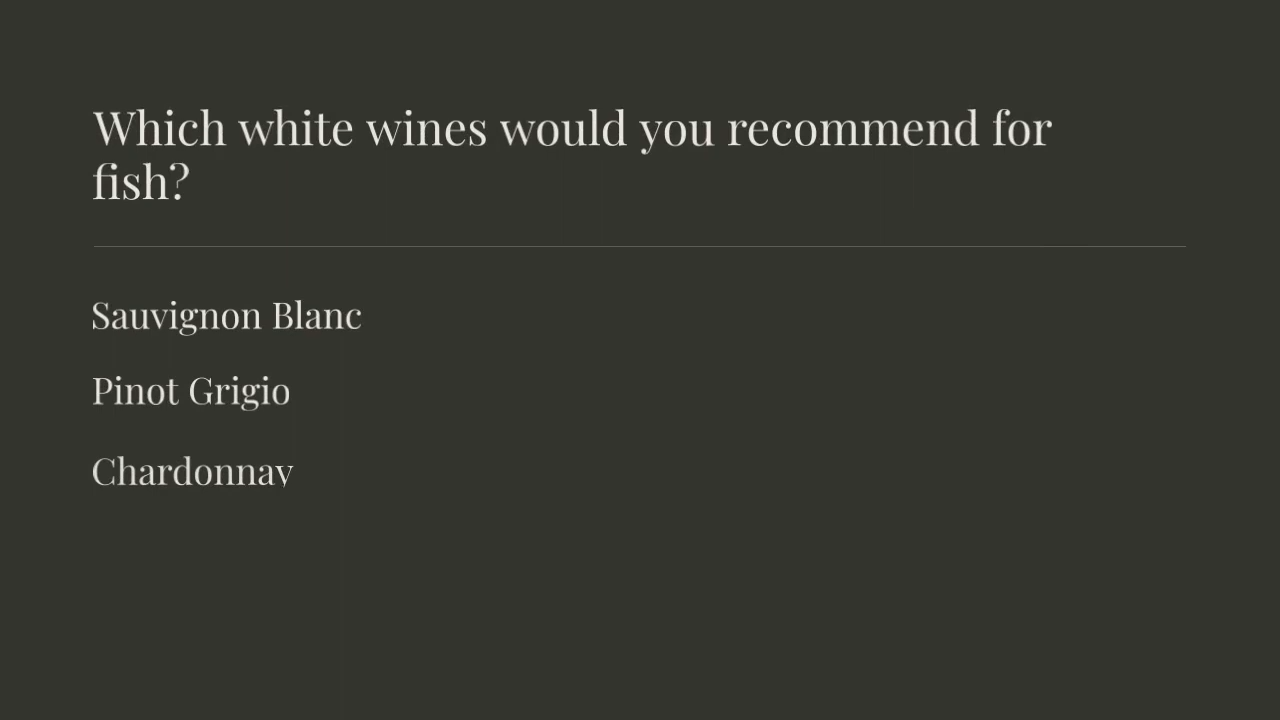 Which white wines would you recommend for
fish?
Sauvignon Blanc
Pinot Grigio
Chardonnay